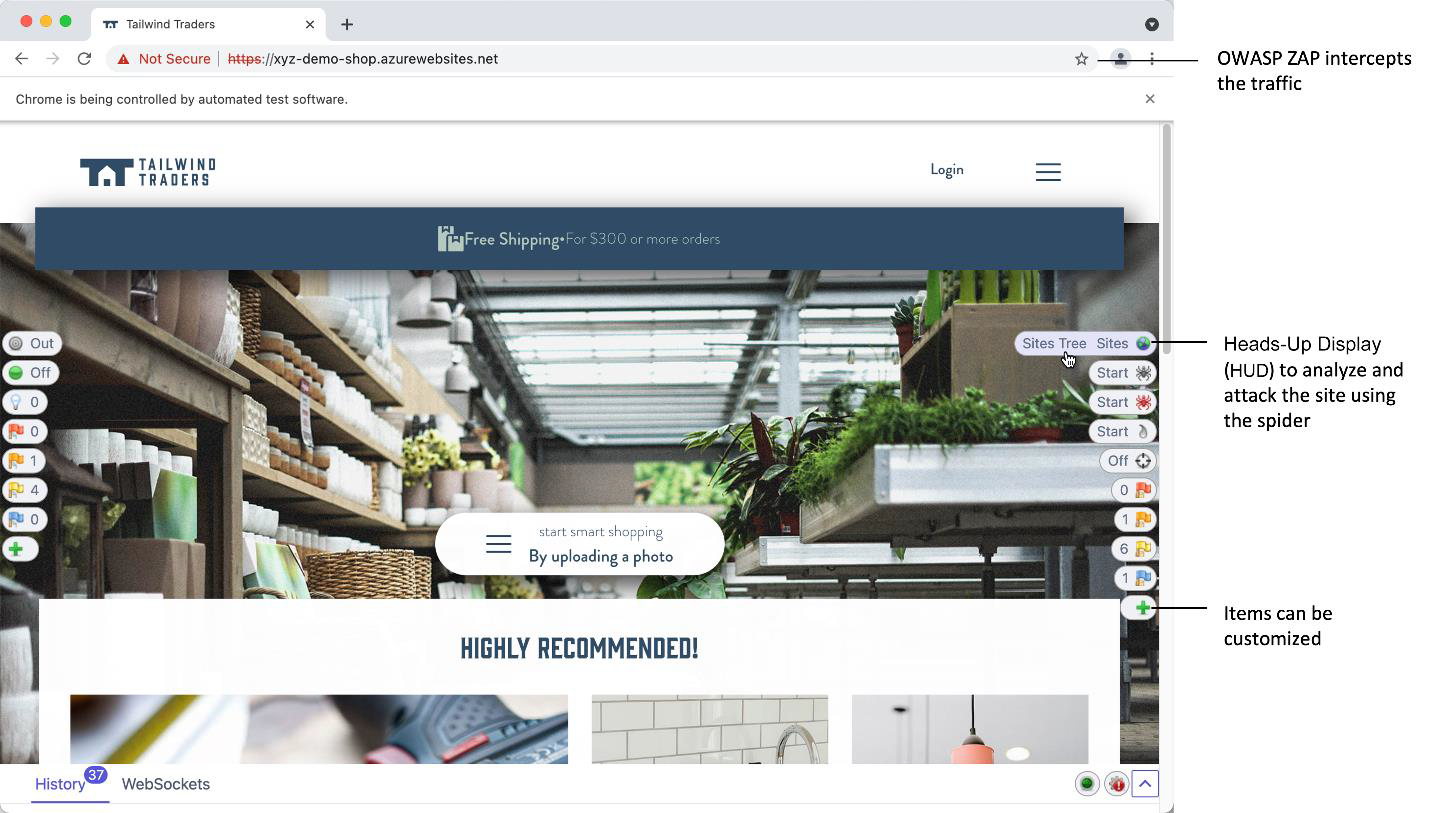 Tailwind Traders
Not Secure https://xyz-demo-shop.azurewebsites.net
OWASP ZAP intercepts
the traffic
Chrome is being controlled by automated test software.
TAILWIND
TRADERS
Login
Free Shipping•For $300 or more orders
Out
Off
0
0
1
4
0
Sites Tree Sites
Start
Start
Start
Off
0
1
6
1
Heads-Up Display
(HUD) to analyze and
attack the site using
the spider
start smart shopping
By uploading a photo
Items can be
customized
HIGHLY RECOMMENDED!
History 37 WebSockets